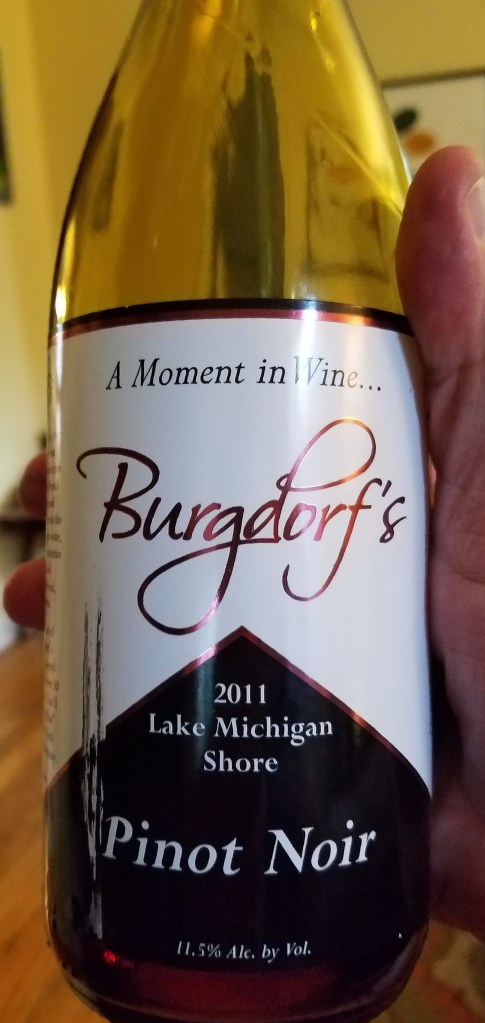 A Moment in Wine...
Burgdorf's
2011
Lake Michigan
Shore
Pinot Noir
11.5% Alc. by Vol.